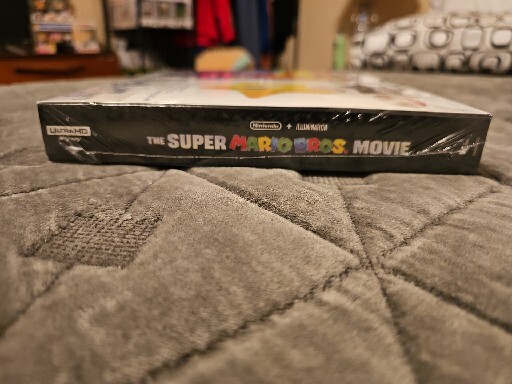 ULTRA HD
Nintendo + ILLUMINATION
THE SUPER MARIO BROS. MOVIE